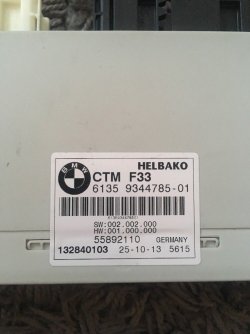 HELBAKO
BMW
CTM F33
6135 9344785-01
SW:002.002.000
HW:001.000.000
55892110 GERMANY
132840103 25-10-13 5615